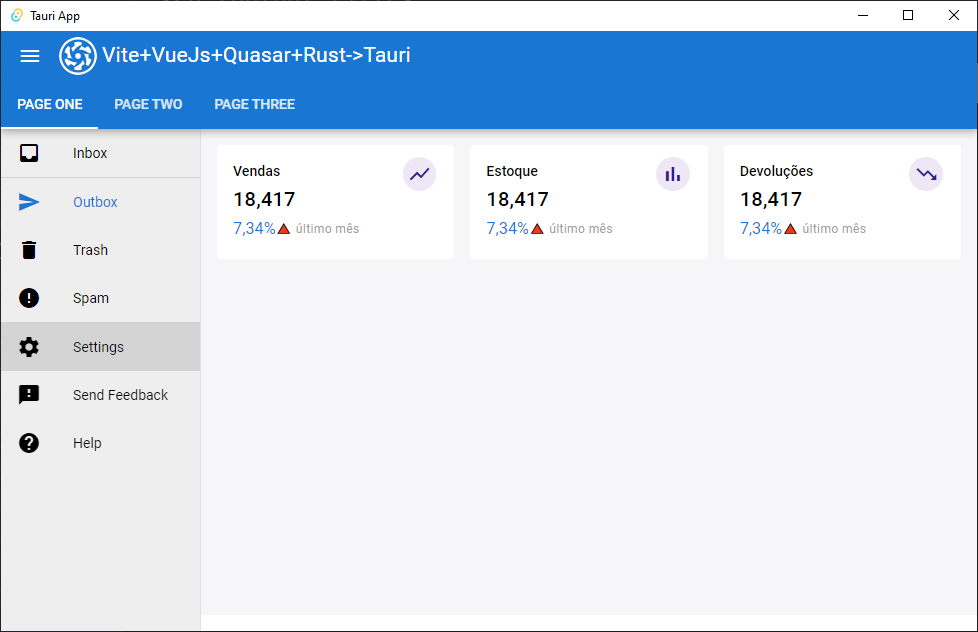 Tauri App
Vite+VueJs+Quasar+Rust->Tauri
PAGE ONE PAGE TWO PAGE THREE
Inbox
Outbox
Trash
Spam
Settings
Send Feedback
Help
Vendas
18,417
7,34% último mês
Estoque
18,417
7,34% último mês
Devoluções
18,417
7,34% último mês